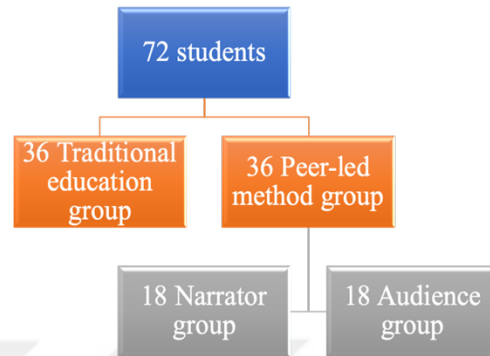 72 students
36 Traditional
education
group
36 Peer-led
method group
18 Narrator
group
18 Audience
group